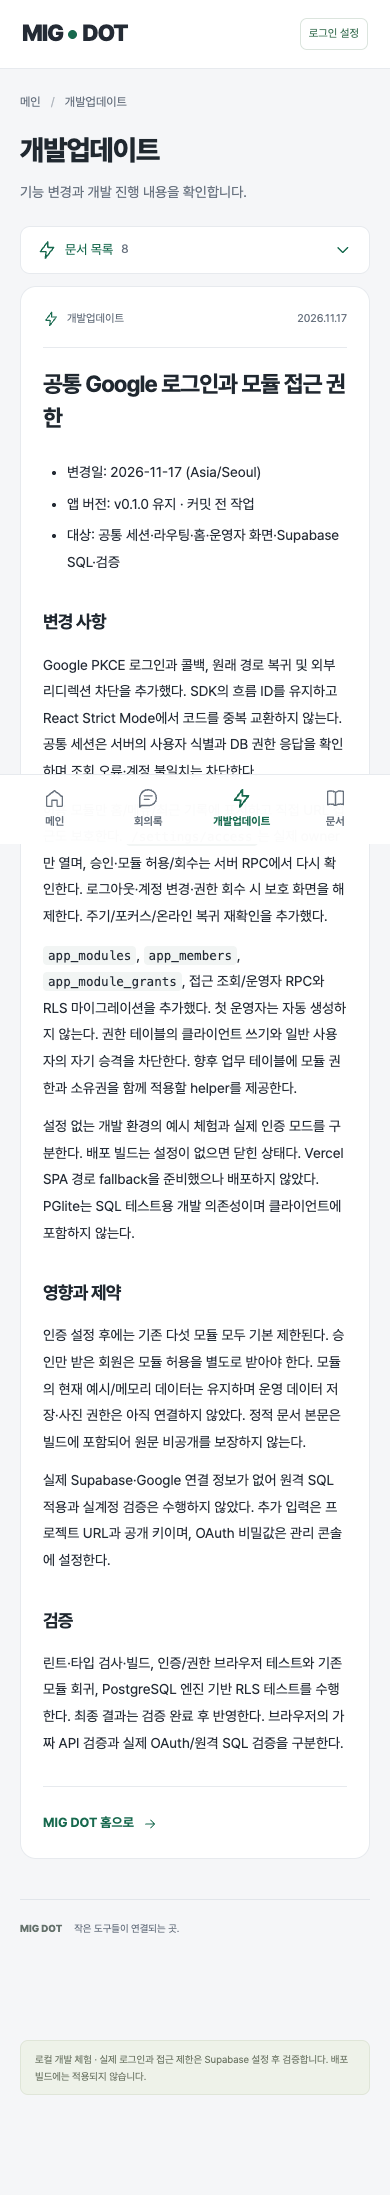 MIG DOT
로그인 설정
메인 / 개발업데이트
개발업데이트
기능 변경과 개발 진행 내용을 확인합니다.
문서 목록 8
개발업데이트 2026.11.17
공통 Google 로그인과 모듈 접근 권
한
변경일: 2026-11-17 (Asia/Seoul)
앱 버전: v0.1.0 유지 · 커밋 전 작업
대상: 공통 세션·라우팅·홈·운영자 화면·Supabase
SQL·검증
변경 사항
Google PKCE 로그인과 콜백, 원래 경로 복귀 및 외부
리디렉션 차단을 추가했다. SDK의 흐름 ID를 유지하고
React Strict Mode에서 코드를 중복 교환하지 않는다.
공통 세션은 서버의 사용자 식별과 DB 권한 응답을 확인
하며 조회 오류·계정 불일치는 차단한다
메인
회의록
개발업데이트
문서
만 열며, 승인·모듈 허용/회수는 서버 RPC에서 다시 확
인한다. 로그아웃·계정 변경·권한 회수 시 보호 화면을 해
제한다. 주기/포커스/온라인 복귀 재확인을 추가했다.
app_modules, app_members,
app_module_grants, 접근 조회/운영자 RPC와
RLS 마이그레이션을 추가했다. 첫 운영자는 자동 생성하
지 않는다. 권한 테이블의 클라이언트 쓰기와 일반 사용
자의 자기 승격을 차단한다. 향후 업무 테이블에 모듈 권
한과 소유권을 함께 적용할 helper를 제공한다.
설정 없는 개발 환경의 예시 체험과 실제 인증 모드를 구
분한다. 배포 빌드는 설정이 없으면 닫힌 상태다. Vercel
SPA 경로 fallback을 준비했으나 배포하지 않았다.
PGlite는 SQL 테스트용 개발 의존성이며 클라이언트에
포함하지 않는다.
영향과 제약
인증 설정 후에는 기존 다섯 모듈 모두 기본 제한된다. 승
인만 받은 회원은 모듈 허용을 별도로 받아야 한다. 모듈
의 현재 예시/메모리 데이터는 유지하며 운영 데이터 저
장·사진 권한은 아직 연결하지 않았다. 정적 문서 본문은
빌드에 포함되어 원문 비공개를 보장하지 않는다.
실제 Supabase·Google 연결 정보가 없어 원격 SQL
적용과 실계정 검증은 수행하지 않았다. 추가 입력은 프
로젝트 URL과 공개 키이며, OAuth 비밀값은 관리 콘솔
에 설정한다.
검증
린트·타입 검사·빌드, 인증/권한 브라우저 테스트와 기존
모듈 회귀, PostgreSQL 엔진 기반 RLS 테스트를 수행
한다. 최종 결과는 검증 완료 후 반영한다. 브라우저의 가
짜 API 검증과 실제 OAuth/원격 SQL 검증을 구분한다.
MIG DOT 홈으로 →
MIG DOT 작은 도구들이 연결되는 곳.
로컬 개발 체험 · 실제 로그인과 접근 제한은 Supabase 설정 후 검증합니다. 배포
빌드에는 적용되지 않습니다.